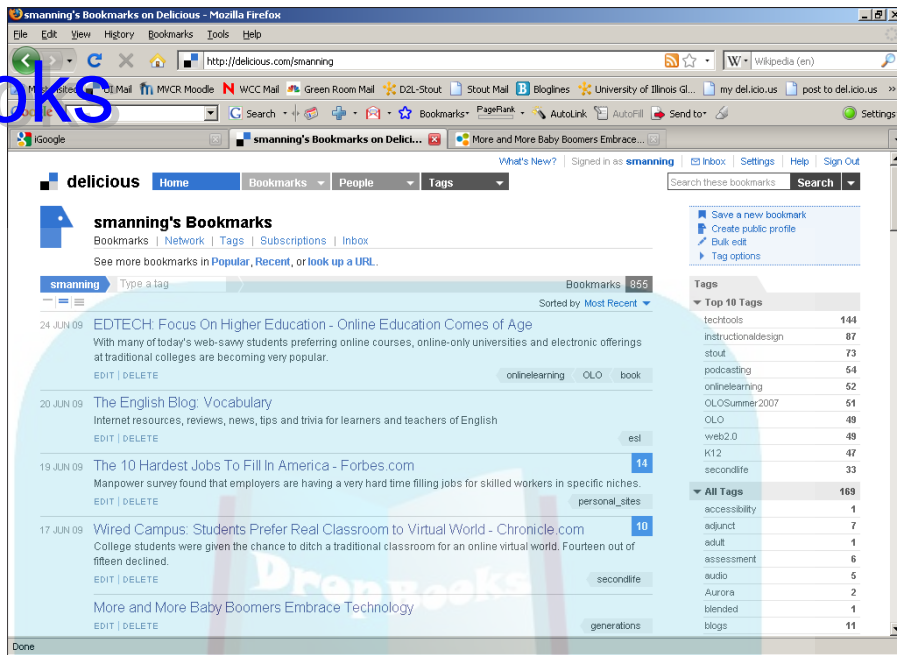 smanning's Bookmarks on Delicious - Mozilla Firefox
File Edit View History Bookmarks Tools Help
http://delicious.com/smanning W Wikipedia (en)
oks
UI Mail MVCR Moodle WCC Mail Green Room Mail D2L-Stout Stout Mail Bloglines University of Illinois Gl... my del.icio.us post to del.icio.us »
G Search Bookmarks PageRank AutoLink AutoFill Send to Settings
iGoogle smanning's Bookmarks on Delici... More and More Baby Boomers Embrace...
What's New? Signed in as smanning Inbox Settings Help Sign Out
delicious Home Bookmarks People Tags Search these bookmarks Search
smanning's Bookmarks
Bookmarks | Network | Tags | Subscriptions | Inbox
See more bookmarks in Popular, Recent, or look up a URL.
Save a new bookmark
Create public profile
Bulk edit
Tag options
smanning Type a tag Bookmarks 855
Sorted by Most Recent
24 JUN 09 EDTECH: Focus On Higher Education - Online Education Comes of Age
With many of today's web-savvy students preferring online courses, online-only universities and electronic offerings
at traditional colleges are becoming very popular.
EDIT | DELETE onlinelearning OLO book
20 JUN 09 The English Blog: Vocabulary
Internet resources, reviews, news, tips and trivia for learners and teachers of English
EDIT | DELETE esl
19 JUN 09 The 10 Hardest Jobs To Fill In America - Forbes.com 14
Manpower survey found that employers are having a very hard time filling jobs for skilled workers in specific niches.
EDIT | DELETE personal_sites
17 JUN 09 Wired Campus: Students Prefer Real Classroom to Virtual World - Chronicle.com 10
College students were given the chance to ditch a traditional classroom for an online virtual world. Fourteen out of
fifteen declined.
EDIT | DELETE secondlife
DropBooks
More and More Baby Boomers Embrace Technology
EDIT | DELETE generations
Tags
Top 10 Tags
techtools 144
instructionaldesign 87
stout 73
podcasting 54
onlinelearning 52
OLOSummer2007 51
OLO 49
web2.0 49
K12 47
secondlife 33
All Tags 169
accessibility 1
adjunct 7
adult 1
assessment 6
audio 5
Aurora 2
blended 1
blogs 11
Done